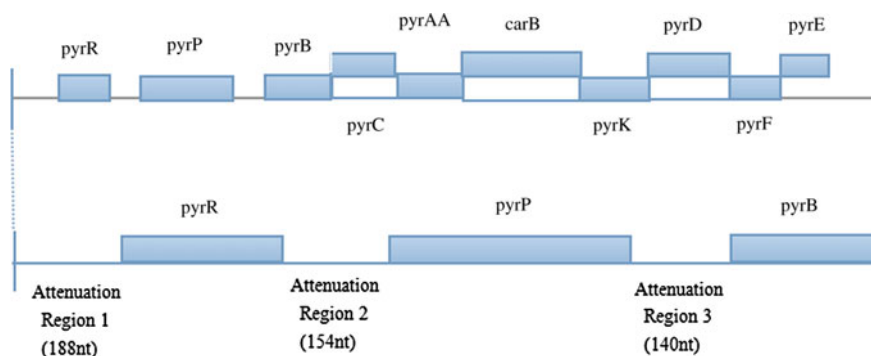 pyrR
pyrP
pyrB
pyrAA
carB
pyrD
pyrE
pyrC
pyrK
pyrF
pyrR
pyrP
pyrB
Attenuation
Region 1
(188nt)
Attenuation
Region 2
(154nt)
Attenuation
Region 3
(140nt)